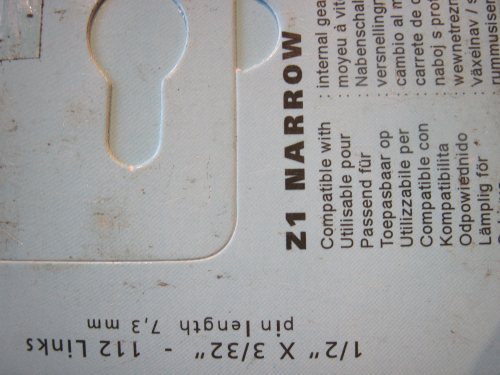 Z1 NARROW
Compatible with : internal gea
Utilisable pour : moyeu à vit
Passend für : Nabenschal
Toepasbaar op : versnellingr
Utilizzabile per : cambio al m
Compatible con : carrete de c
Kompatibilita : naboj s pro
Odpowiednido : wewnetrezn
Lämplig för : Växelnav / s
1/2" X 3/32" - 112 Links
pin length 7,3 mm